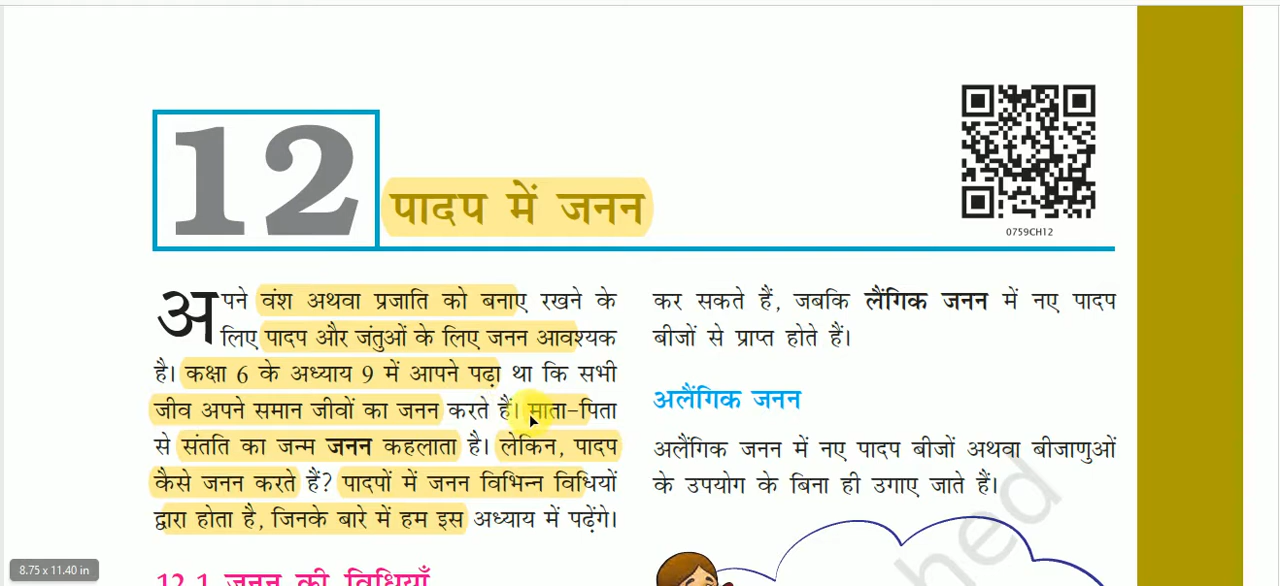 12
पादप में जनन
0759CH12
अपने वंश अथवा प्रजाति को बनाए रखने के
लिए पादप और जंतुओं के लिए जनन आवश्यक
है। कक्षा 6 के अध्याय 9 में आपने पढ़ा था कि सभी
जीव अपने समान जीवों का जनन करते हैं। माता-पिता
से संतति का जन्म जनन कहलाता है। लेकिन, पादप
कैसे जनन करते हैं? पादपों में जनन विभिन्न विधियों
द्वारा होता है, जिनके बारे में हम इस अध्याय में पढ़ेंगे।
12.1 जनन की विधियाँ
कर सकते हैं, जबकि लैंगिक जनन में नए पादप
बीजों से प्राप्त होते हैं।
अलैंगिक जनन
अलैंगिक जनन में नए पादप बीजों अथवा बीजाणुओं
के उपयोग के बिना ही उगाए जाते हैं।
8.75 x 11.40 in